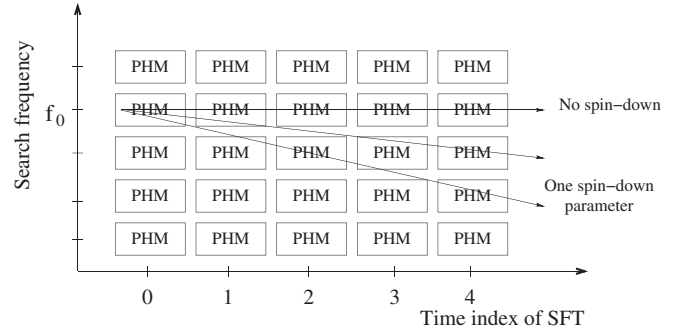 PHM PHM PHM PHM PHM
f0 PHM PHM PHM PHM PHM
No spin−down
PHM PHM PHM PHM PHM
PHM PHM PHM PHM PHM
One spin−down
parameter
PHM PHM PHM PHM PHM
Search frequency
0 1 2 3 4
Time index of SFT